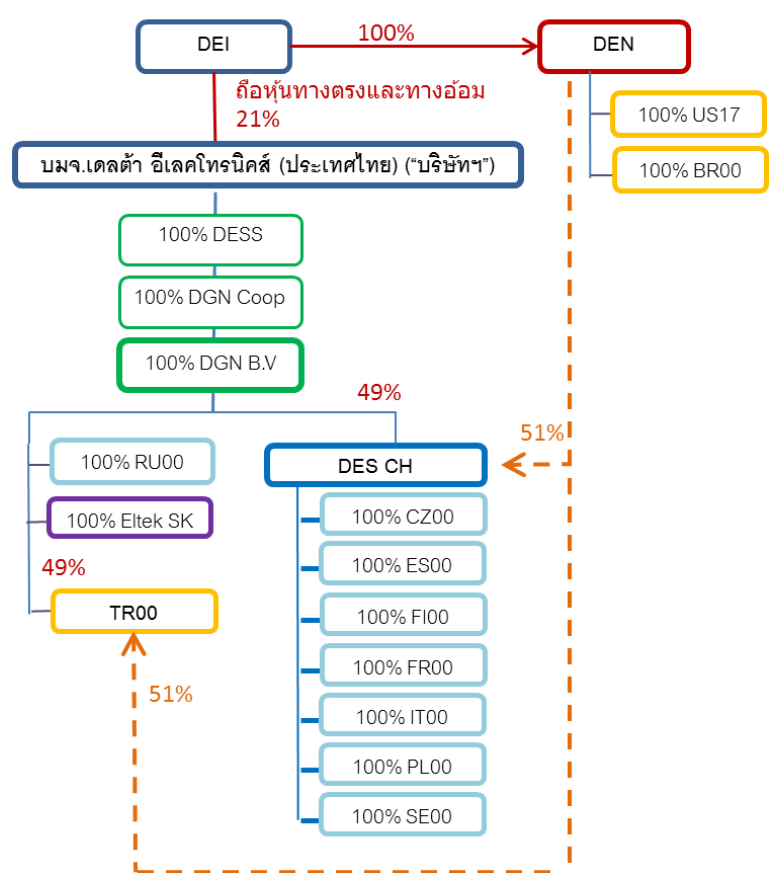 DEI
100%
DEN
ถือหุ้นทางตรงและทางอ้อม
21%
100% US17
บมจ.เดลต้า อีเลคโทรนิคส์ (ประเทศไทย) (“บริษัทฯ”)
100% BR00
100% DESS
100% DGN Coop
100% DGN B.V
49%
51%
100% RU00
DES CH
100% Eltek SK
100% CZ00
49%
100% ES00
TR00
100% FI00
100% FR00
51%
100% IT00
100% PL00
100% SE00